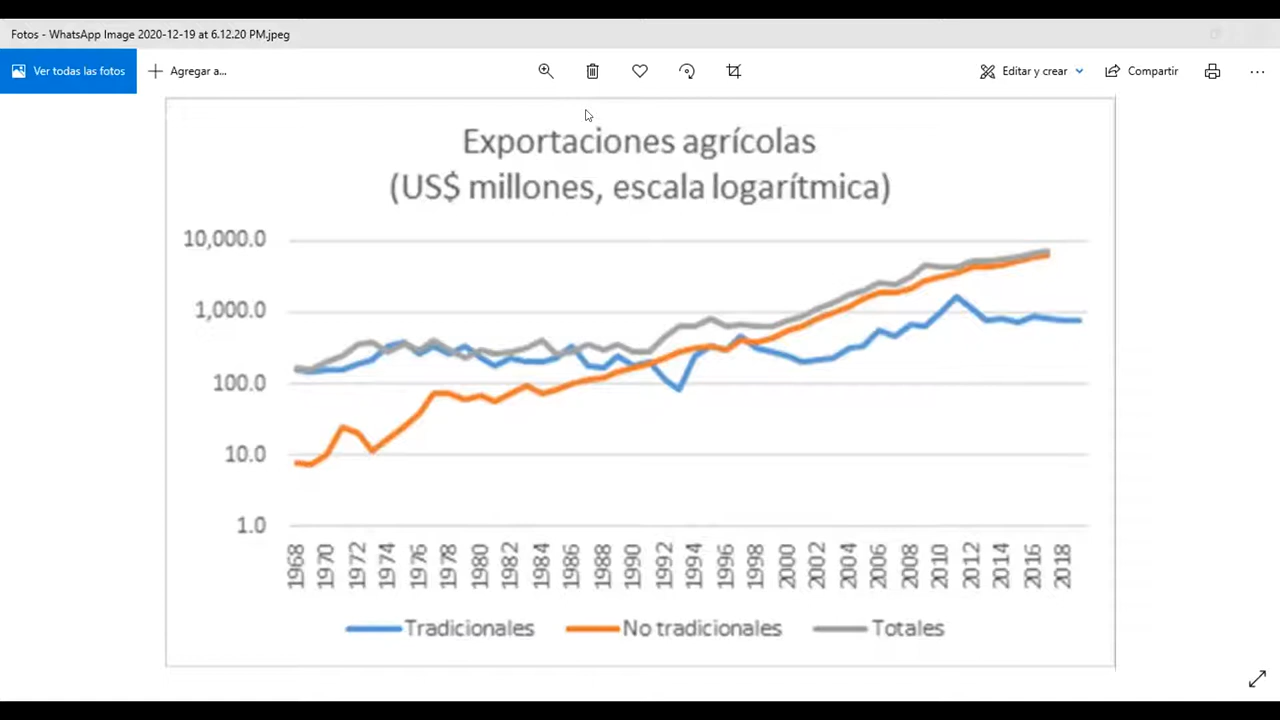 Fotos - WhatsApp Image 2020-12-19 at 6.12.20 PM.jpeg
Ver todas las fotos
Agregar a...
Editar y crear
Compartir
Exportaciones agrícolas
(US$ millones, escala logarítmica)
10,000.0
1,000.0
100.0
10.0
1.0
1968 1970 1972 1974 1976 1978 1980 1982 1984 1986 1988 1990 1992 1994 1996 1998 2000 2002 2004 2006 2008 2010 2012 2014 2016 2018
Tradicionales No tradicionales Totales